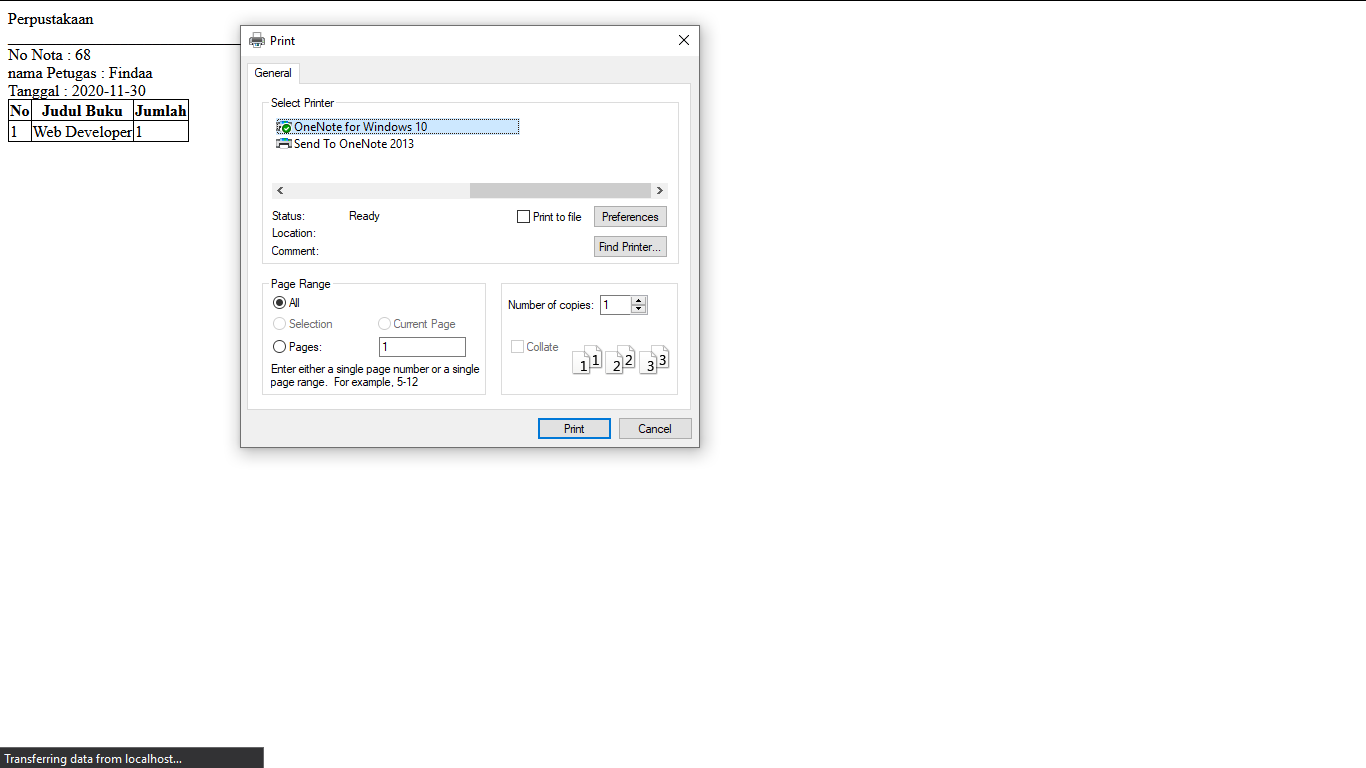 Perpustakaan
No Nota : 68
nama Petugas : Findaa
Tanggal : 2020-11-30
No Judul Buku Jumlah
1 Web Developer 1
Print
General
Select Printer
OneNote for Windows 10
Send To OneNote 2013
Status: Ready
Print to file Preferences
Location:
Comment:
Find Printer...
Page Range
All
Selection Current Page
Pages: 1
Enter either a single page number or a single
page range. For example, 5-12
Number of copies: 1
Collate
1 1 2 2 3 3
Print Cancel
Transferring data from localhost...